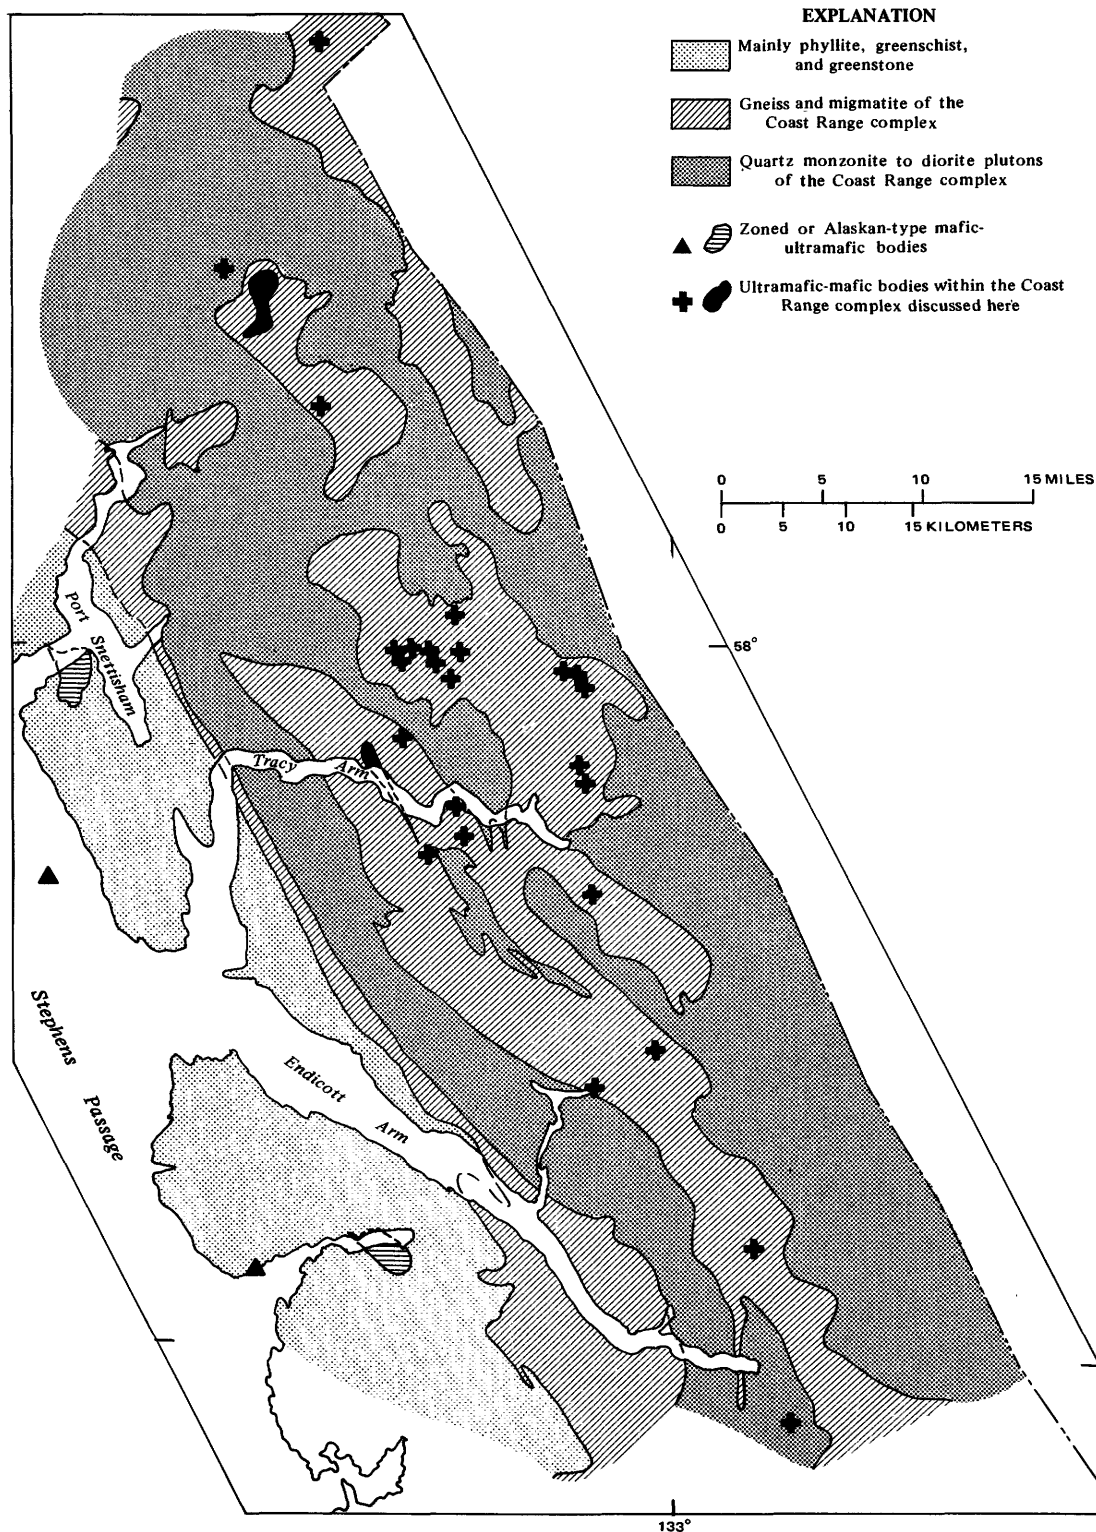 EXPLANATION
Mainly phyllite, greenschist,
and greenstone
Gneiss and migmatite of the
Coast Range complex
Quartz monzonite to diorite plutons
of the Coast Range complex
Zoned or Alaskan-type mafic-
ultramafic bodies
Ultramafic-mafic bodies within the Coast
Range complex discussed here
0 5 10 15 MILES
0 5 10 15 KILOMETERS
58°
Port
Snettisham
Tracy
Arm
Stephens
Passage
Endicott
Arm
133°